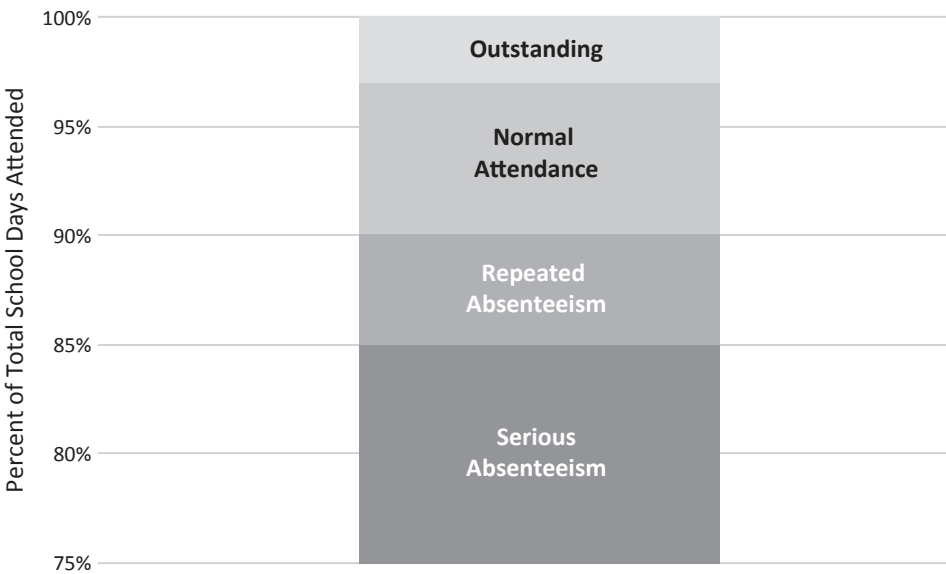 Percent of Total School Days Attended
100%
95%
90%
85%
80%
75%
Outstanding
Normal
Attendance
Repeated
Absenteeism
Serious
Absenteeism